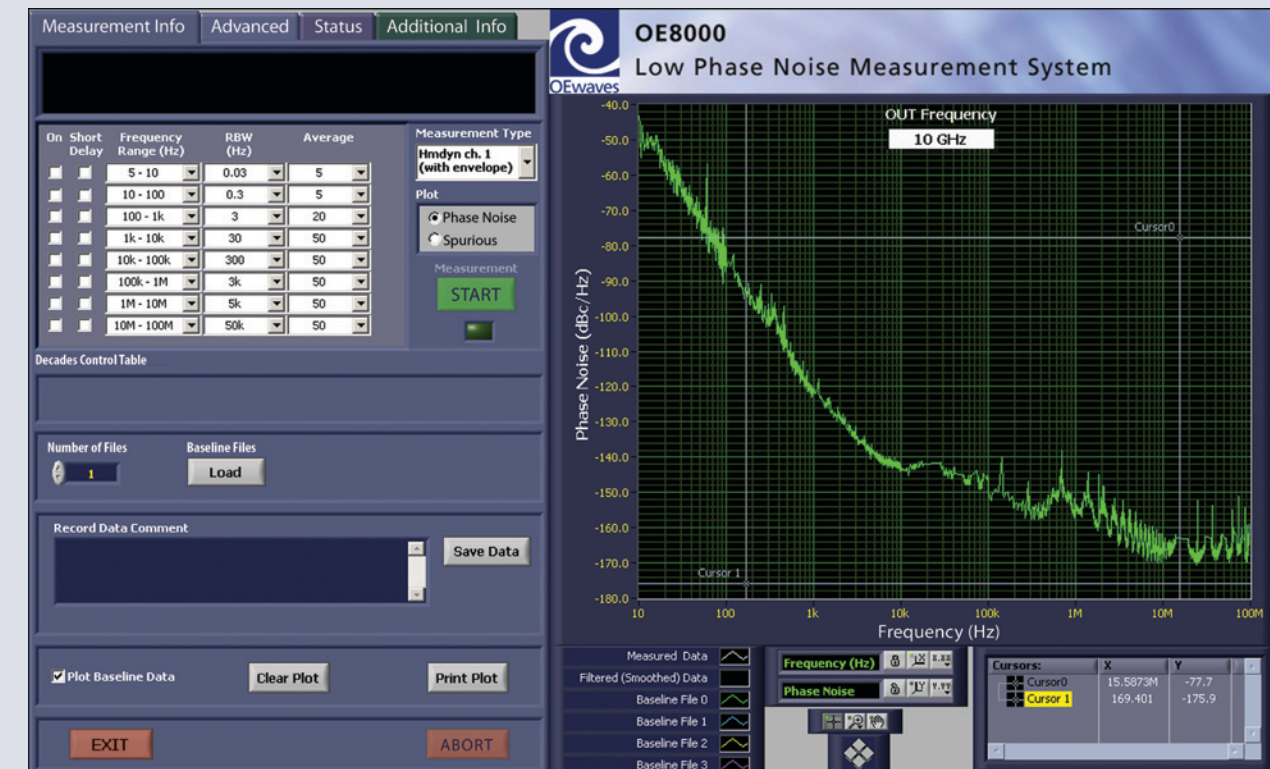 Measurement Info Advanced Status Additional Info
On Short Delay Frequency Range (Hz) RBW (Hz) Average
5 - 10 0.03 5
10 - 100 0.3 5
100 - 1k 3 20
1k - 10k 30 50
10k - 100k 300 50
100k - 1M 3k 50
1M - 10M 5k 50
10M - 100M 50k 50
Measurement Type
Hmdyn ch. 1
(with envelope)
Plot
Phase Noise
Spurious
Measurement
START
Decades Control Table
Number of Files Baseline Files
1 Load
Record Data Comment
Save Data
Plot Baseline Data Clear Plot Print Plot
EXIT ABORT
OEwaves
OE8000
Low Phase Noise Measurement System
OUT Frequency
10 GHz
Phase Noise (dBc/Hz)
-40.0
-50.0
-60.0
-70.0
-80.0
-90.0
-100.0
-110.0
-120.0
-130.0
-140.0
-150.0
-160.0
-170.0
-180.0
Cursor0
Cursor 1
10 100 1k 10k 100k 1M 10M 100M
Frequency (Hz)
Measured Data
Filtered (Smoothed) Data
Baseline File 0
Baseline File 1
Baseline File 2
Baseline File 3
Frequency (Hz)
Phase Noise
Cursors: X Y
Cursor0 15.5873M -77.7
Cursor 1 169.401 -175.9